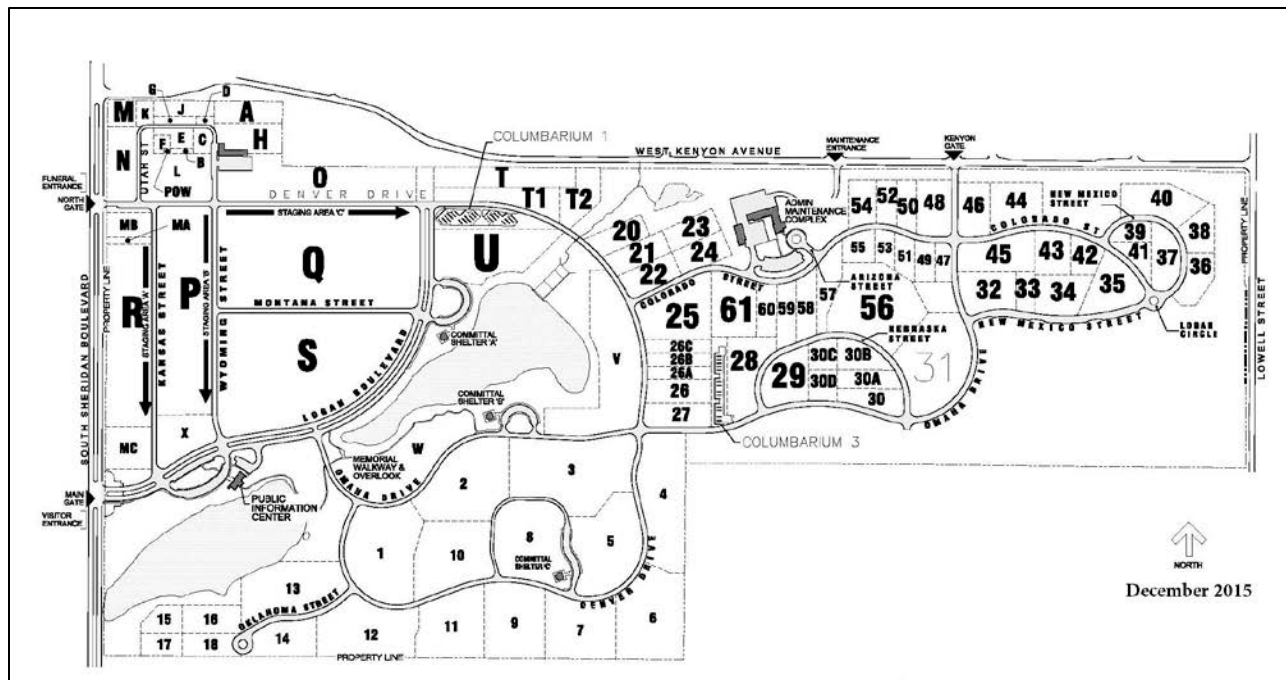 G
D
M
K
J
A
F
E
C
H
N
UTAH ST
L
B
POW
COLUMBARIUM 1
WEST KENYON AVENUE
MAINTENANCE
ENTRANCE
KENYON
GATE
FUNERAL
ENTRANCE
NORTH
GATE
O
DENVER DRIVE
T
T1
T2
STAGING AREA 'C'
MB
MA
R
P
Q
U
STAGING AREA 'A'
STAGING AREA 'B'
KANSAS STREET
WYOMING STREET
MONTANA STREET
SOUTH SHERIDAN BOULEVARD
PROPERTY LINE
S
LOGAN BOULEVARD
COMMITTAL
SHELTER 'A'
20
21
22
23
24
ADMIN
MAINTENANCE
COMPLEX
COLORADO STREET
54
52
50
48
46
44
NEW MEXICO
STREET
40
COLORADO ST
55
53
51
49
47
45
43
42
39
41
37
38
36
35
32
33
34
PROPERTY LINE
LOWELL STREET
ARIZONA
STREET
57
56
25
61
60
59
58
NEBRASKA
STREET
NEW MEXICO STREET
LOGAN
CIRCLE
V
26C
26B
26A
26
27
28
29
30C
30B
30D
30A
30
31
OMAHA DRIVE
COLUMBARIUM 3
COMMITTAL
SHELTER 'B'
X
MC
W
MEMORIAL
WALKWAY &
OVERLOOK
OMAHA DRIVE
MAIN
GATE
VISITOR
ENTRANCE
PUBLIC
INFORMATION
CENTER
2
3
4
1
10
8
COMMITTAL
SHELTER 'C'
5
DENVER DRIVE
13
OKLAHOMA STREET
15
16
17
18
14
12
11
9
7
6
PROPERTY LINE
NORTH
December 2015